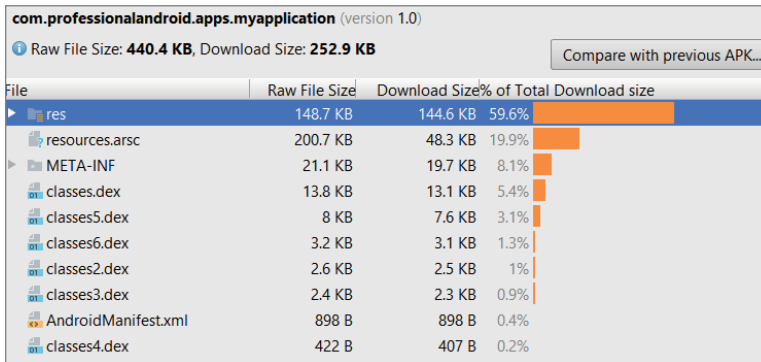 com.professionalandroid.apps.myapplication (version 1.0)
Raw File Size: 440.4 KB, Download Size: 252.9 KB
Compare with previous APK...
File Raw File Size Download Size % of Total Download size
res 148.7 KB 144.6 KB 59.6%
resources.arsc 200.7 KB 48.3 KB 19.9%
META-INF 21.1 KB 19.7 KB 8.1%
classes.dex 13.8 KB 13.1 KB 5.4%
classes5.dex 8 KB 7.6 KB 3.1%
classes6.dex 3.2 KB 3.1 KB 1.3%
classes2.dex 2.6 KB 2.5 KB 1%
classes3.dex 2.4 KB 2.3 KB 0.9%
AndroidManifest.xml 898 B 898 B 0.4%
classes4.dex 422 B 407 B 0.2%